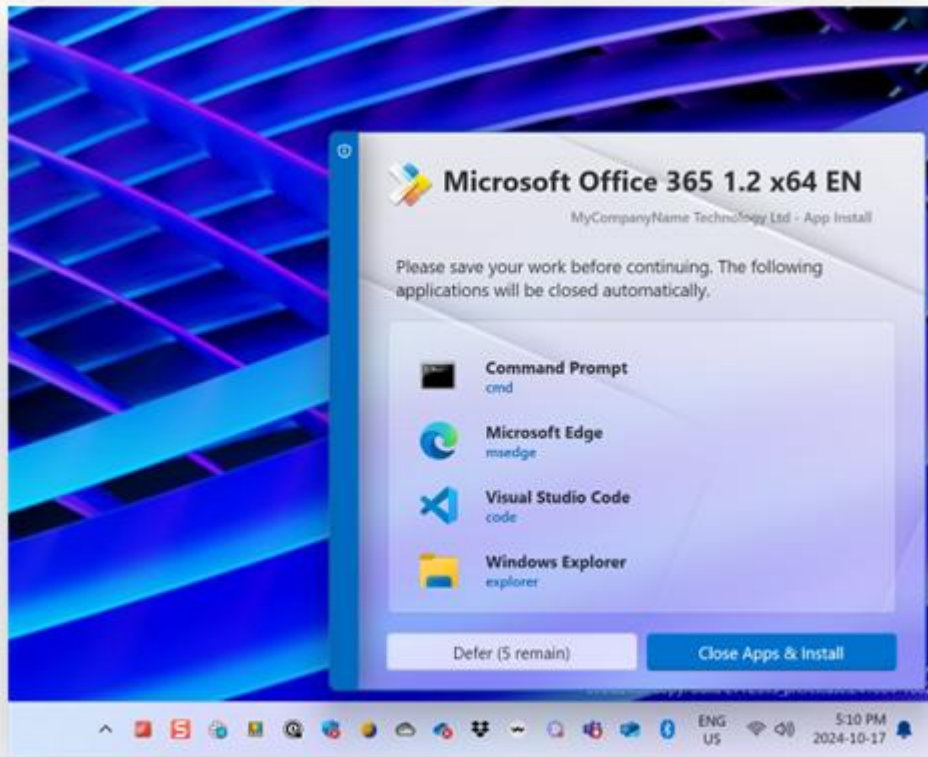 Microsoft Office 365 1.2 x64 EN
MyCompanyName Technology Ltd - App Install
Please save your work before continuing. The following
applications will be closed automatically.
Command Prompt
cmd
Microsoft Edge
msedge
Visual Studio Code
code
Windows Explorer
explorer
Defer (5 remain)
Close Apps & Install
ENG
US
5:10 PM
2024-10-17